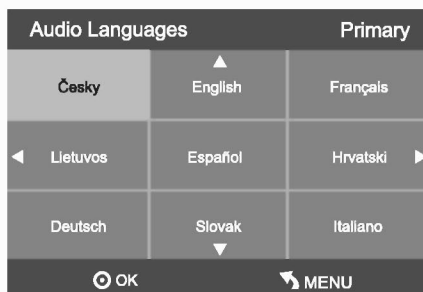 Audio Languages Primary
Česky English Français
Lietuvos Español Hrvatski
Deutsch Slovak Italiano
OK MENU